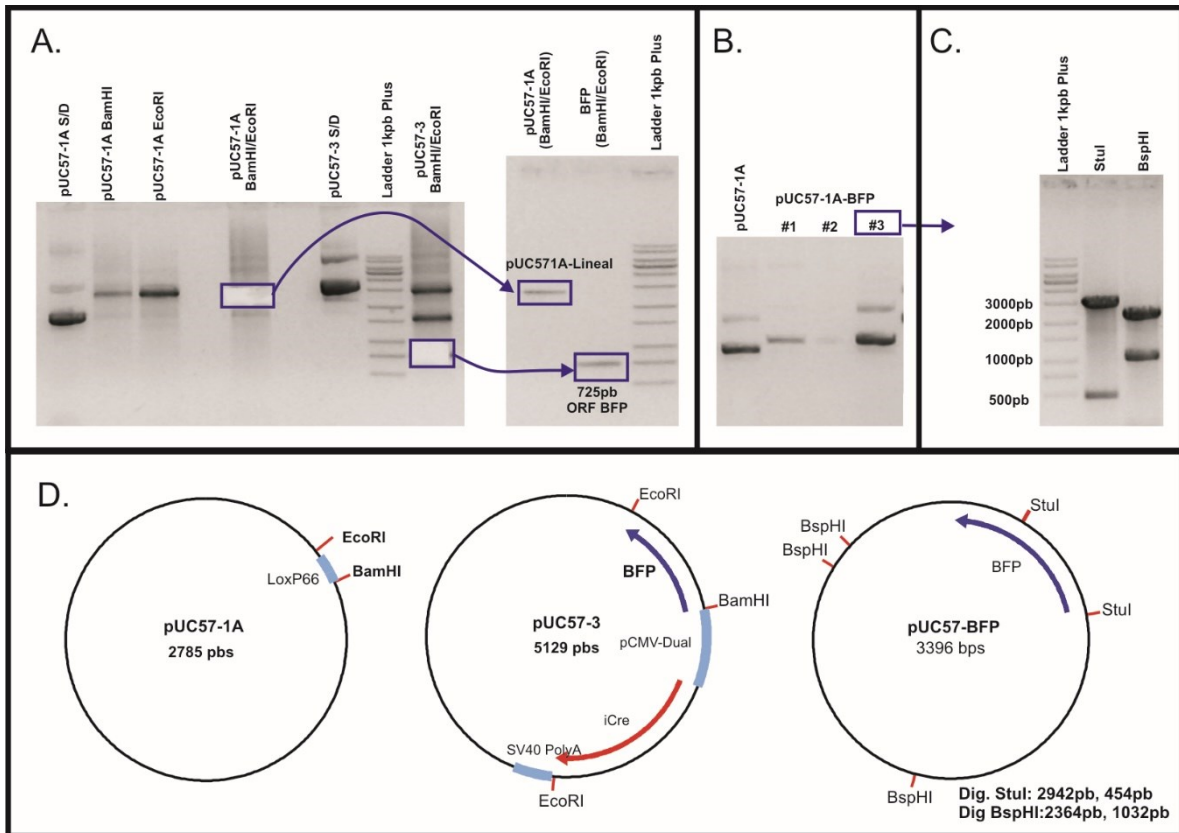 A.
pUC57-1A S/D
pUC57-1A BamHI
pUC57-1A EcoRI
pUC57-1A
BamHI/EcoRI
pUC57-3 S/D
Ladder 1kpb Plus
pUC57-3
BamHI/EcoRI
pUC57-1A
(BamHI/EcoRI)
BFP
(BamHI/EcoRI)
Ladder 1kpb Plus
pUC571A-Lineal
725pb
ORF BFP
B.
pUC57-1A
pUC57-1A-BFP
#1
#2
#3
C.
Ladder 1kpb Plus
StuI
BspHI
3000pb
2000pb
1000pb
500pb
D.
EcoRI
LoxP66
BamHI
pUC57-1A
2785 pbs
EcoRI
BFP
BamHI
pUC57-3
5129 pbs
pCMV-Dual
iCre
SV40 PolyA
EcoRI
StuI
BspHI
BspHI
BFP
StuI
pUC57-BFP
3396 bps
BspHI
Dig. StuI: 2942pb, 454pb
Dig BspHI:2364pb, 1032pb